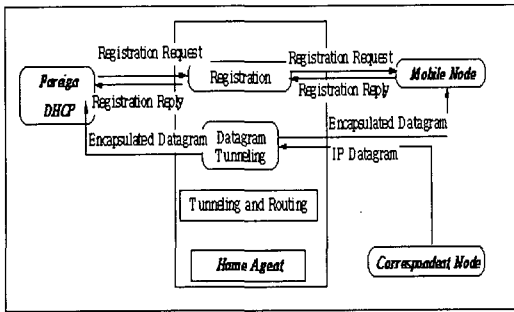 Registration Request
Registration Request
Foreign
DHCP
Registration
Mobile Node
Registration Reply
Registration Reply
Encapsulated Datagram
Datagram
Tunneling
Encapsulated Datagram
IP Datagram
Tunneling and Routing
Home Agent
Correspondent Node